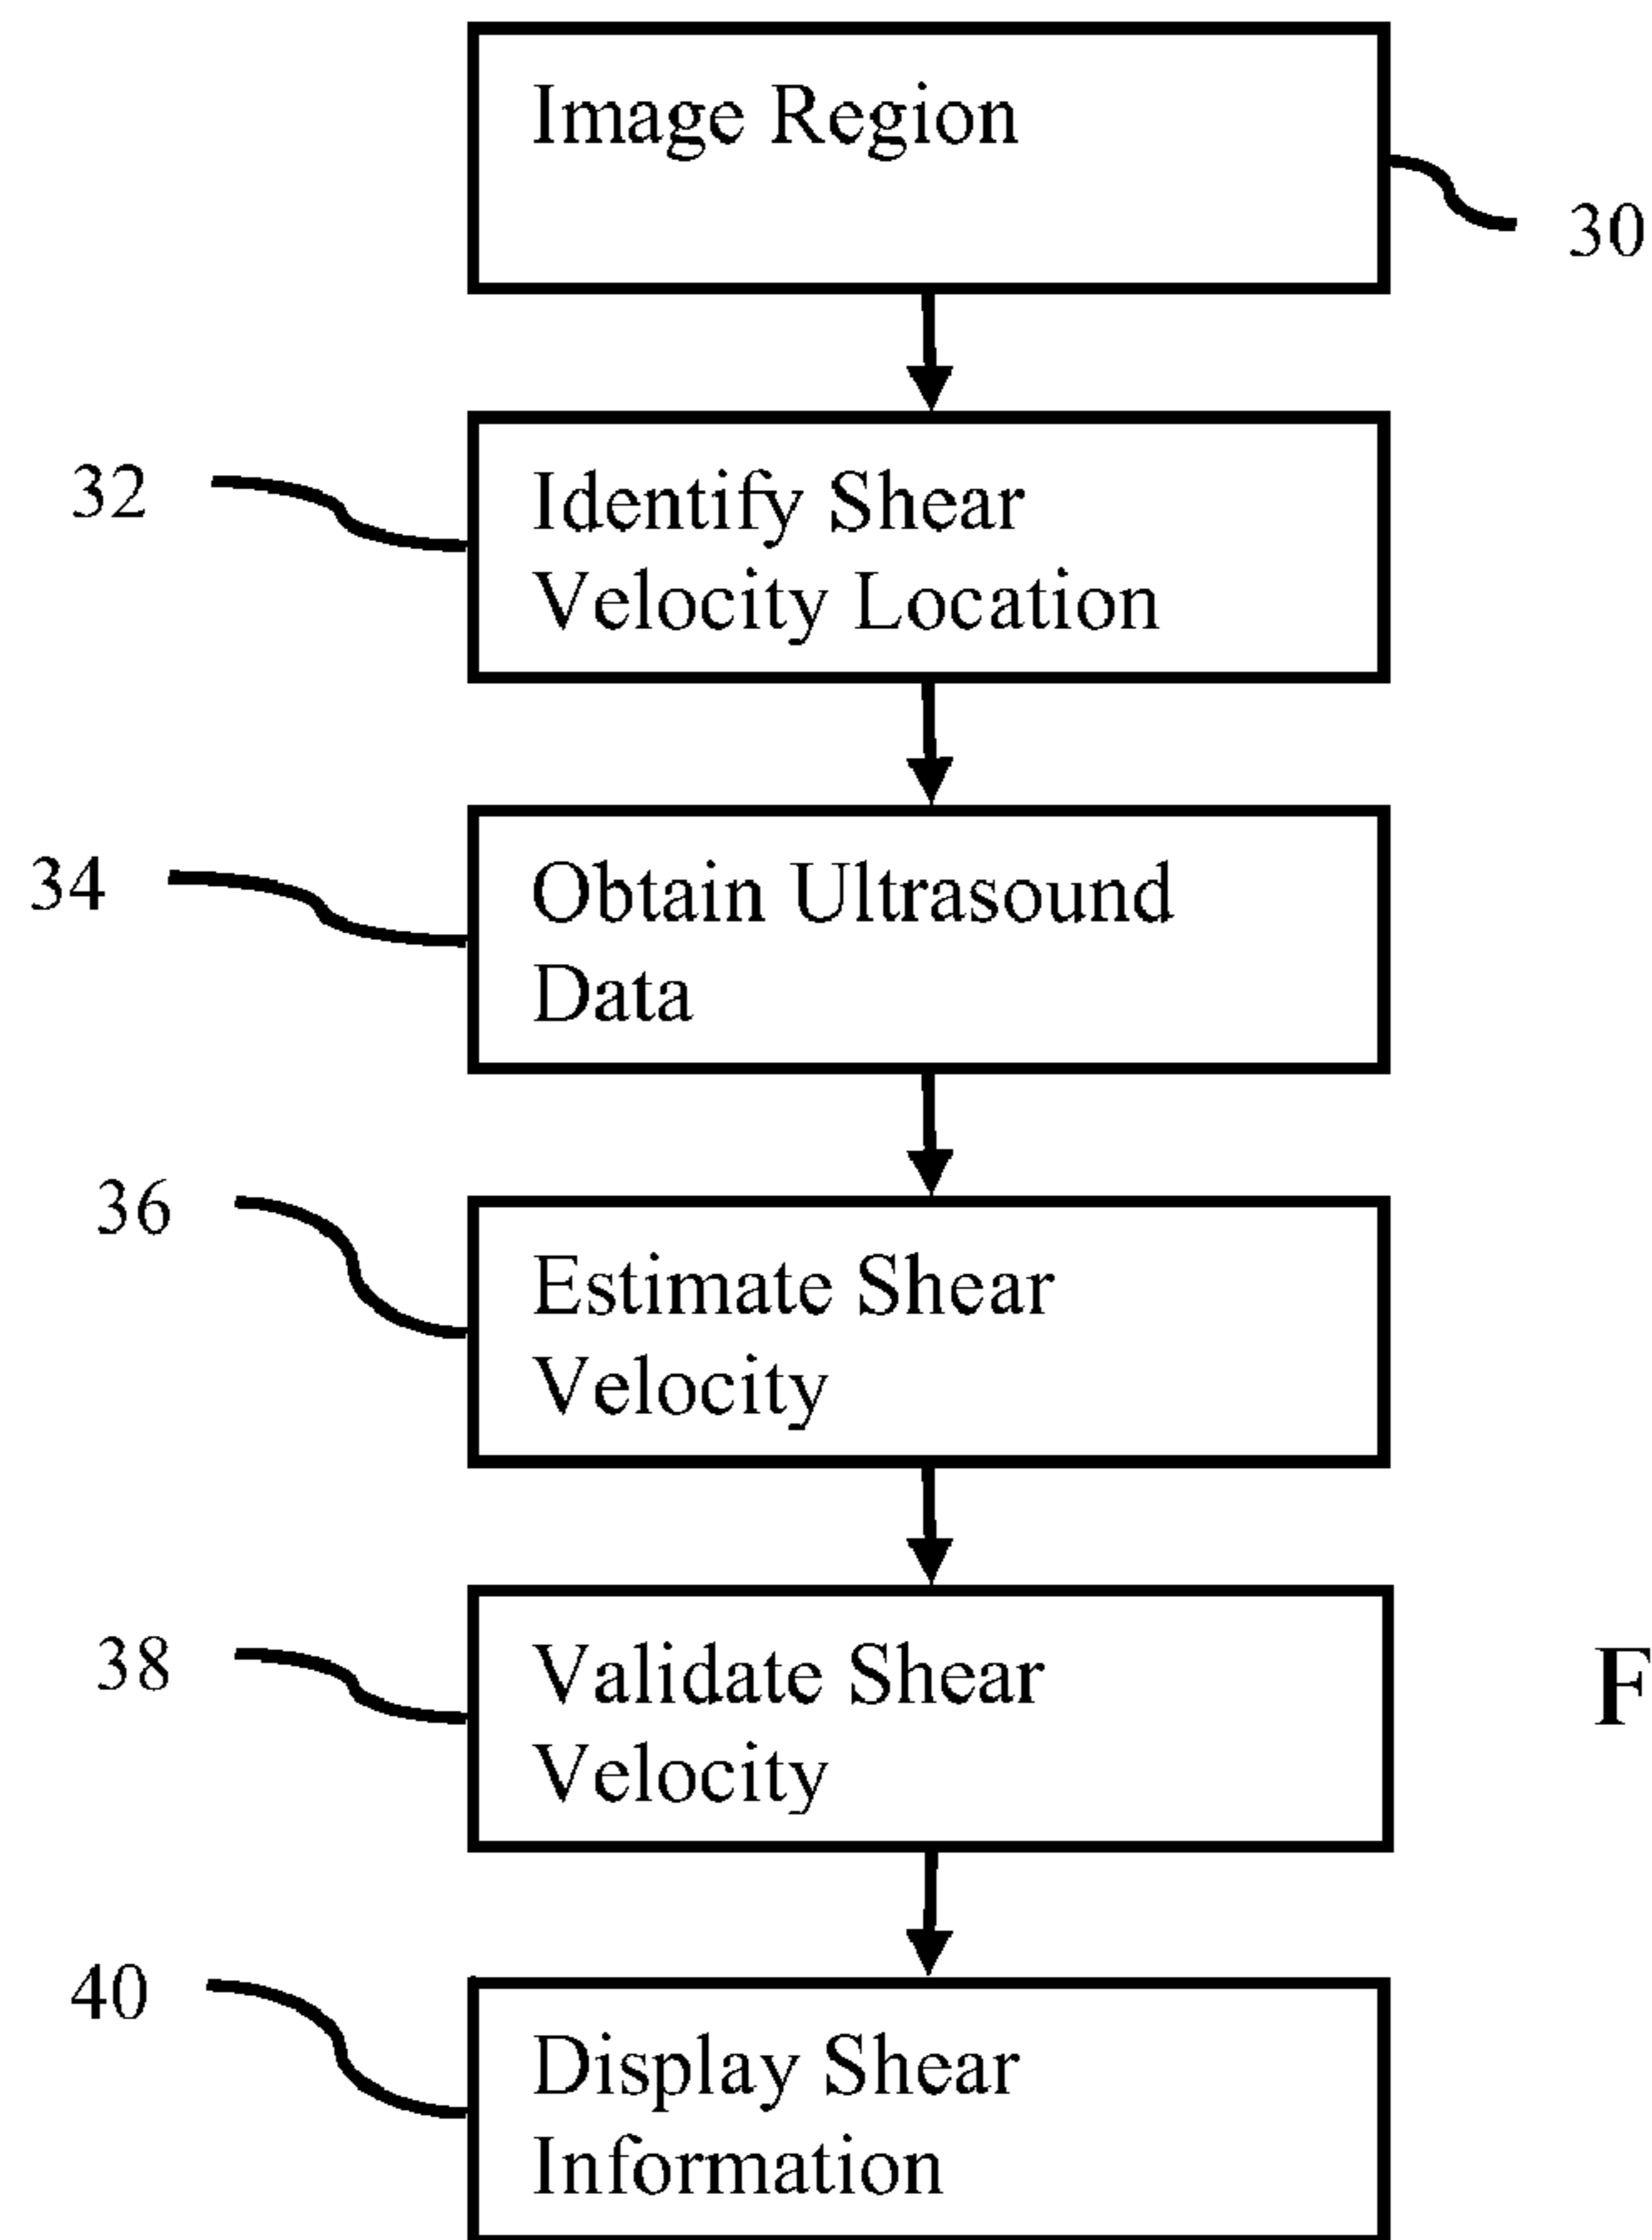 Image Region
30
32
Identify Shear
Velocity Location
34
Obtain Ultrasound
Data
36
Estimate Shear
Velocity
38
Validate Shear
Velocity
F
40
Display Shear
Information